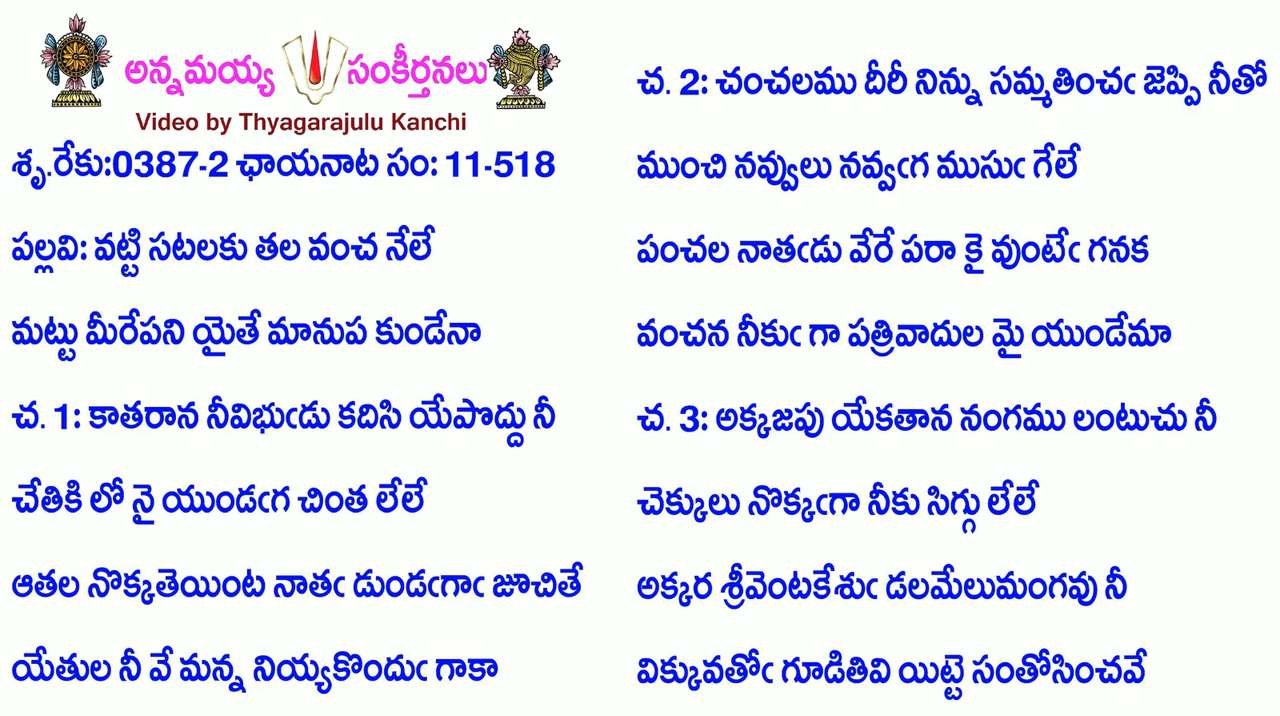 అన్నమయ్య సంకీర్తనలు
Video by Thyagarajulu Kanchi
శృ.రేకు:0387-2 ఛాయనాట సం: 11-518
పల్లవి: వట్టి సటలకు తల వంచ నేలే
మట్టు మీరేపని యైతే మానుప కుండేనా
చ. 1: కాతరాన నీవిభుఁడు కదిసి యేపొద్దు నీ
చేతికి లో నై యుండఁగ చింత లేలే
ఆతల నొక్కతెయింట నాతఁ డుండఁగాఁ జూచితే
యేతుల నీ వే మన్న నియ్యకొందుఁ గాకా
చ. 2: చంచలము దీరీ నిన్ను సమ్మతించఁ జెప్పి నీతో
ముంచి నవ్వులు నవ్వఁగ ముసుఁ గేలే
పంచల నాతఁడు వేరే పరా కై వుంటేఁ గనక
వంచన నీకుఁ గా పత్రివాదుల మై యుండేమా
చ. 3: అక్కజపు యేకతాన నంగము లంటుచు నీ
చెక్కులు నొక్కఁగా నీకు సిగ్గు లేలే
అక్కర శ్రీవెంటకేశుఁ డలమేలుమంగవు నీ
విక్కువతోఁ గూడితివి యిట్టె సంతోసించవే